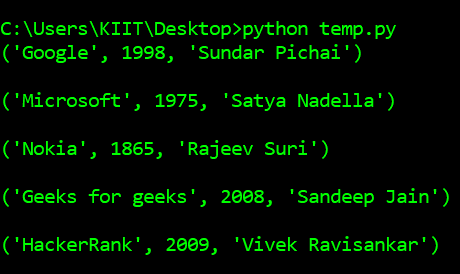 C:\Users\KIIT\Desktop>python temp.py
('Google', 1998, 'Sundar Pichai')
('Microsoft', 1975, 'Satya Nadella')
('Nokia', 1865, 'Rajeev Suri')
('Geeks for geeks', 2008, 'Sandeep Jain')
('HackerRank', 2009, 'Vivek Ravisankar')